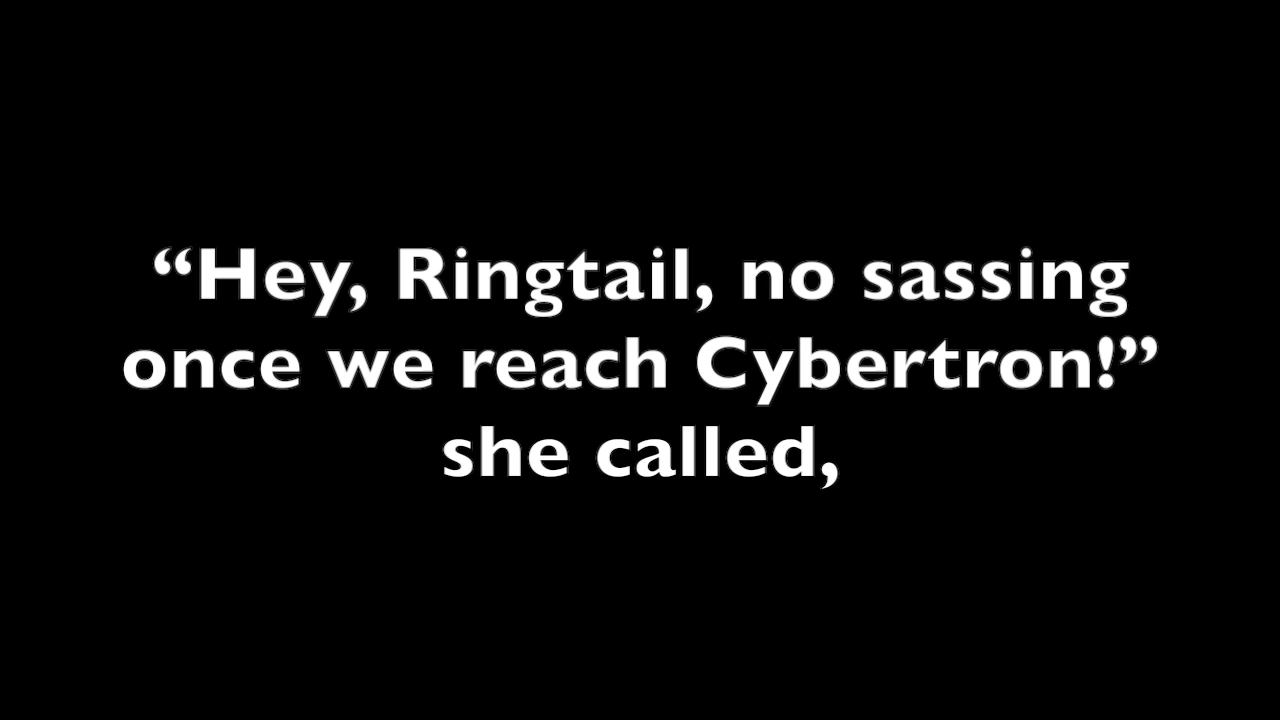 “Hey, Ringtail, no sassing
once we reach Cybertron!”
she called,